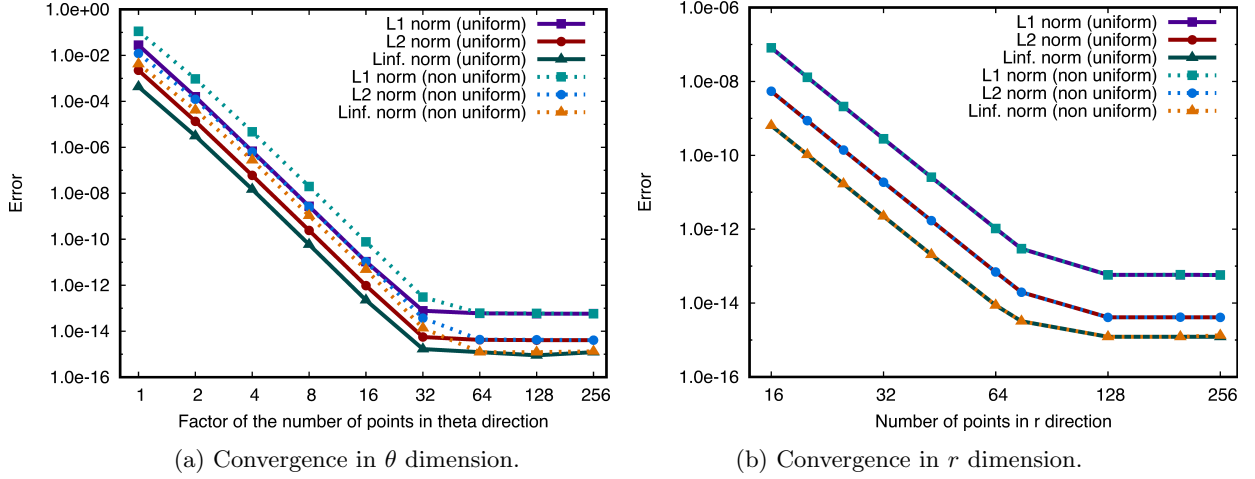 1.0e+00
1.0e-02
1.0e-04
1.0e-06
1.0e-08
1.0e-10
1.0e-12
1.0e-14
1.0e-16
Error
L1 norm (uniform)
L2 norm (uniform)
Linf. norm (uniform)
L1 norm (non uniform)
L2 norm (non uniform)
Linf. norm (non uniform)
1 2 4 8 16 32 64 128 256
Factor of the number of points in theta direction
(a) Convergence in θ dimension.
1.0e-06
1.0e-08
1.0e-10
1.0e-12
1.0e-14
1.0e-16
Error
L1 norm (uniform)
L2 norm (uniform)
Linf. norm (uniform)
L1 norm (non uniform)
L2 norm (non uniform)
Linf. norm (non uniform)
16 32 64 128 256
Number of points in r direction
(b) Convergence in r dimension.